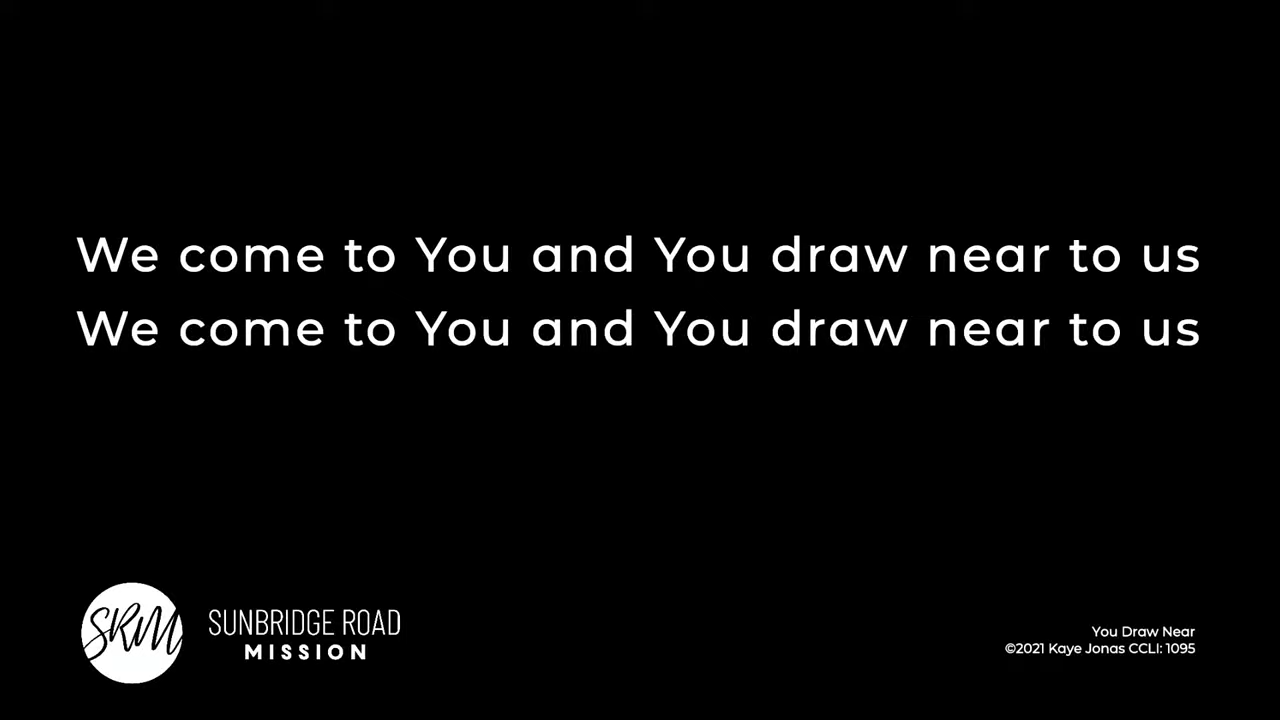 We come to You and You draw near to us
We come to You and You draw near to us
SRM
SUNBRIDGE ROAD
MISSION
You Draw Near
©2021 Kaye Jonas CCLI: 1095